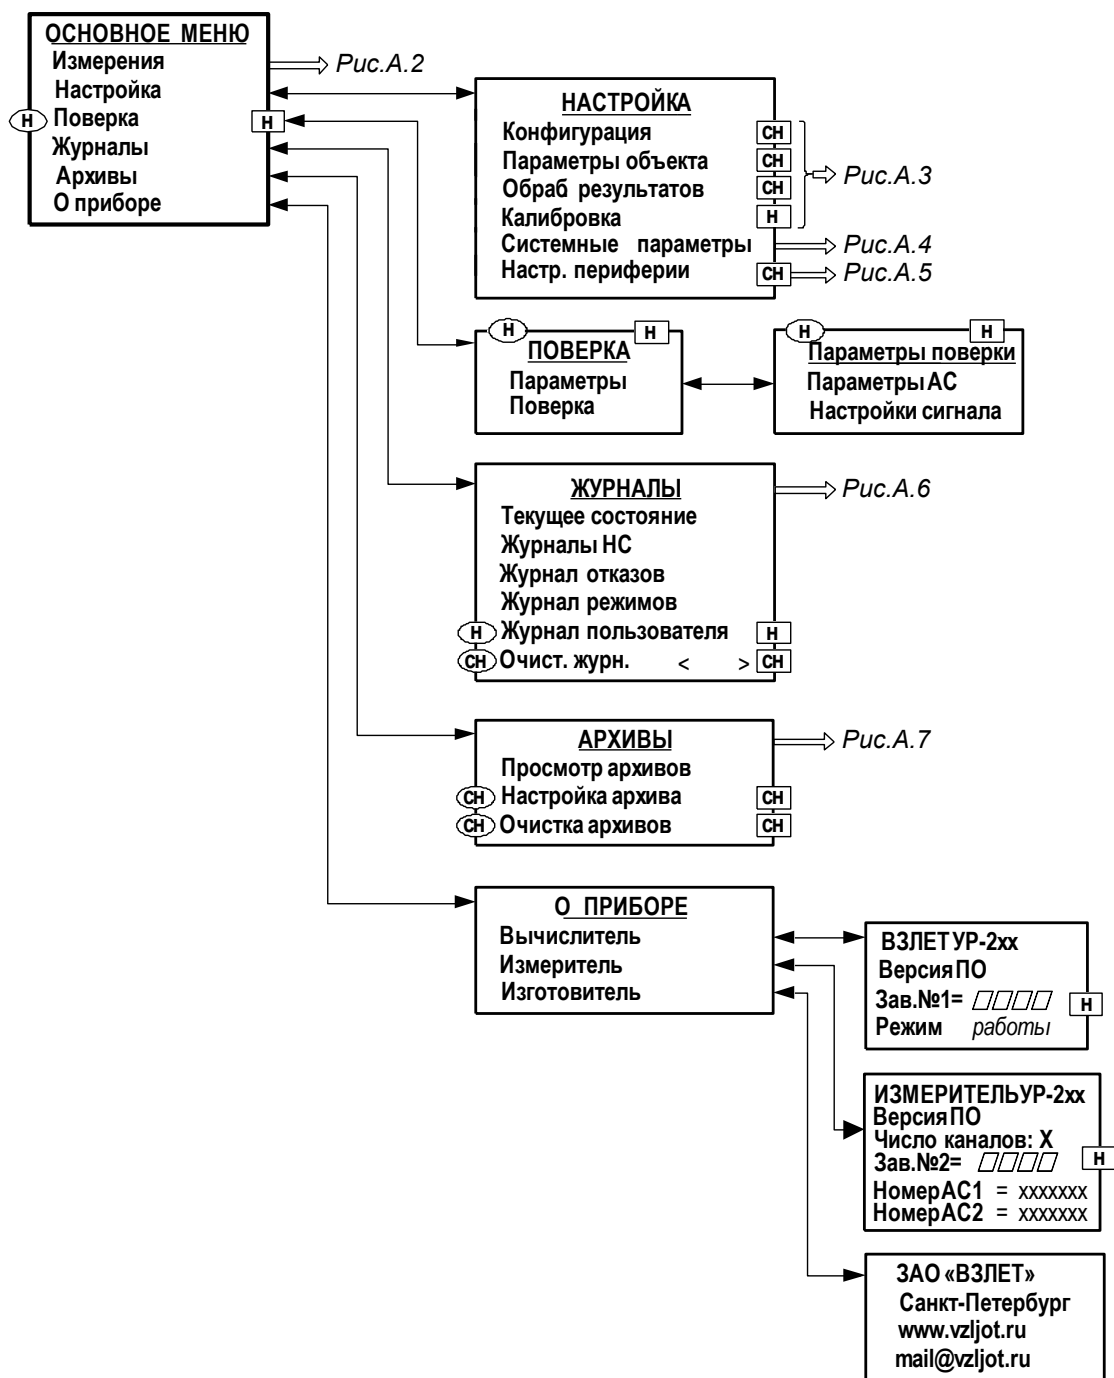 ОСНОВНОЕ МЕНЮ
Измерения
Рис.А.2
Настройка
Н Поверка Н
Журналы
Архивы
О приборе
НАСТРОЙКА
Конфигурация СН
Параметры объекта СН
Обраб результатов СН
Калибровка Н
Рис.А.3
Системные параметры
Рис.А.4
Настр. периферии СН
Рис.А.5
Н Н
ПОВЕРКА
Параметры
Поверка
Н Н
Параметры поверки
Параметры АС
Настройки сигнала
ЖУРНАЛЫ
Рис.А.6
Текущее состояние
Журналы НС
Журнал отказов
Журнал режимов
Н Журнал пользователя Н
СН Очист. журн. < > СН
АРХИВЫ
Рис.А.7
Просмотр архивов
СН Настройка архива СН
СН Очистка архивов СН
О ПРИБОРЕ
Вычислитель
Измеритель
Изготовитель
ВЗЛЕТ УР-2хх
Версия ПО
Зав.№1= Н
Режим работы
ИЗМЕРИТЕЛЬ УР-2хх
Версия ПО
Число каналов: Х
Зав.№2= Н
Номер АС1 = ххххххх
Номер АС2 = ххххххх
ЗАО «ВЗЛЕТ»
Санкт-Петербург
www.vzljot.ru
mail@vzljot.ru